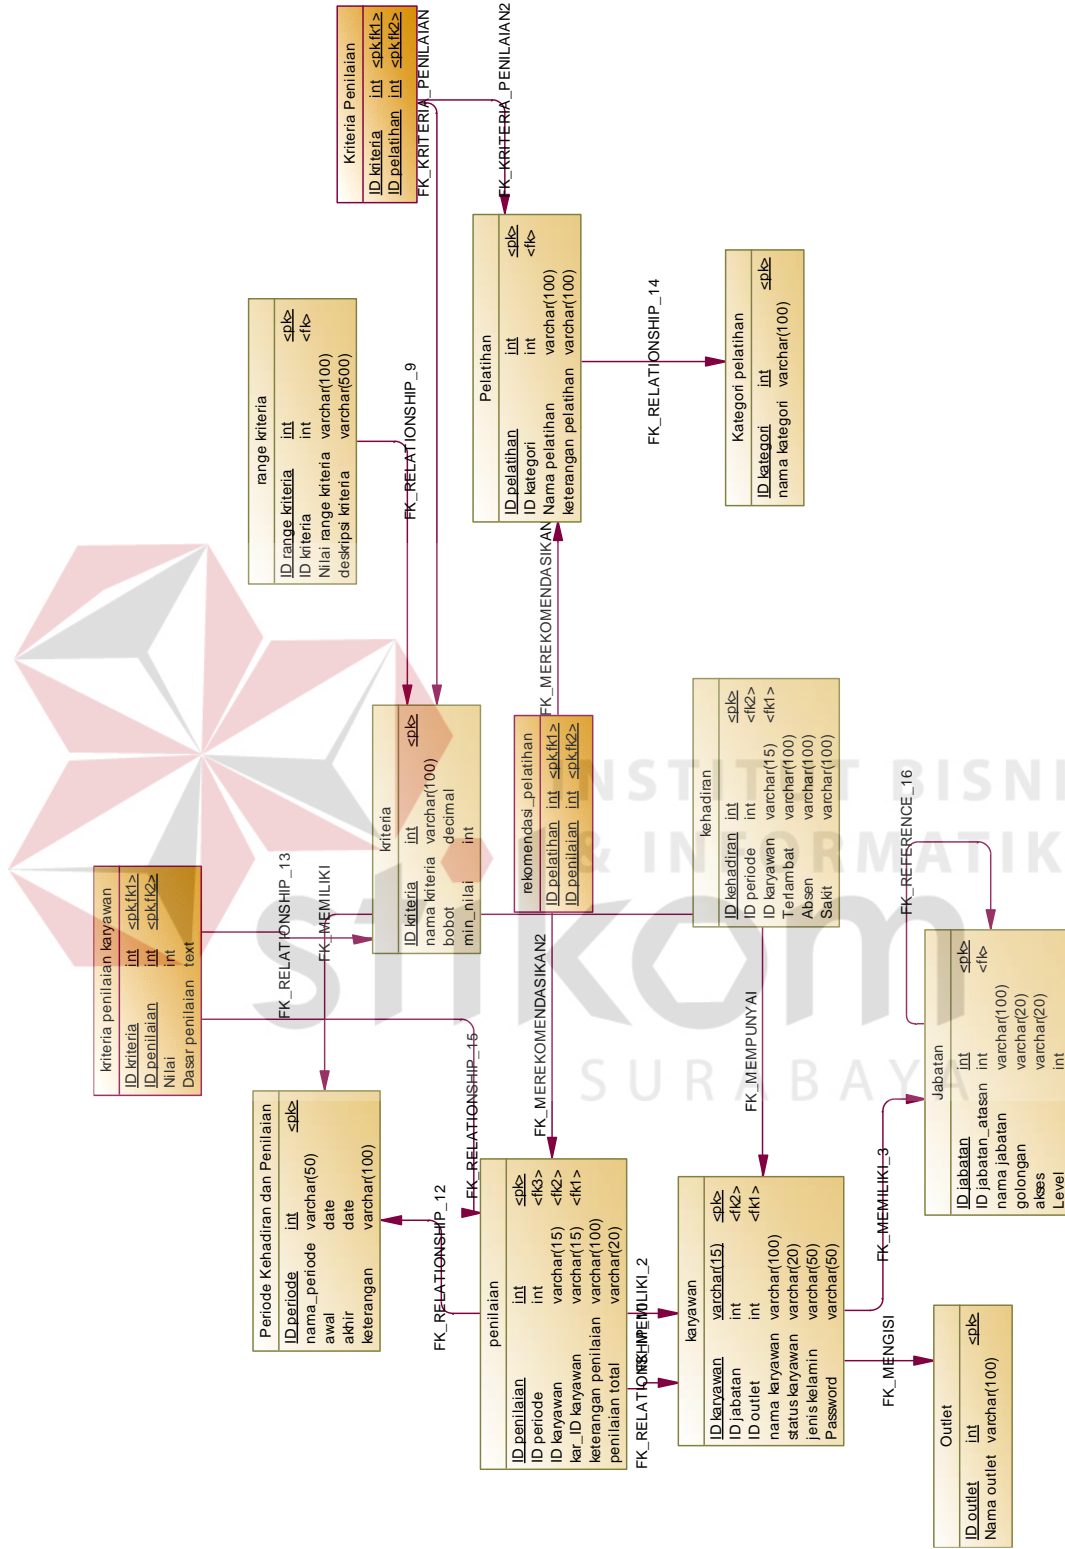 Kriteria Penilaian
ID kriteria int <pk,fk1>
ID pelatihan int <pk,fk2>
FK_KRITERIA_PENILAIAN
FK_KRITERIA_PENILAIAN2
range kriteria
ID range kriteria int <pk>
ID kriteria int <fk>
Nilai range kriteria varchar(100)
deskripsi kriteria varchar(500)
FK_RELATIONSHIP_9
Pelatihan
ID pelatihan int <pk>
ID kategori int <fk>
Nama pelatihan varchar(100)
keterangan pelatihan varchar(100)
FK_RELATIONSHIP_14
Kategori pelatihan
ID kategori int <pk>
nama kategori varchar(100)
FK_MEREKOMENDASIKAN
kriteria penilaian karyawan
ID kriteria int <pk,fk1>
ID penilaian int <pk,fk2>
Nilai int
Dasar penilaian text
FK_RELATIONSHIP_13
FK_MEMILIKI
kriteria
ID kriteria int <pk>
nama kriteria varchar(100)
bobot decimal
min_nilai int
rekomendasi_pelatihan
ID pelatihan int <pk,fk1>
ID penilaian int <pk,fk2>
kehadiran
ID kehadiran int <pk>
ID periode int <fk2>
ID karyawan varchar(15) <fk1>
Terlambat varchar(100)
Absen varchar(100)
Sakit varchar(100)
FK_REFERENCE_16
Jabatan
ID jabatan int <pk>
ID jabatan_atasan int <fk>
nama jabatan varchar(100)
golongan varchar(20)
akses varchar(20)
Level int
Periode Kehadiran dan Penilaian
ID periode int <pk>
nama_periode varchar(50)
awal date
akhir date
keterangan varchar(100)
FK_RELATIONSHIP_12
FK_RELATIONSHIP_15
FK_MEREKOMENDASIKAN2
FK_MEMPUNYAI
penilaian
ID penilaian int <pk>
ID periode int <fk3>
ID karyawan varchar(15) <fk2>
kar_ID karyawan varchar(15) <fk1>
keterangan penilaian varchar(100)
penilaian total varchar(20)
FK_MEMILIKI_2
karyawan
ID karyawan varchar(15) <pk>
ID jabatan int <fk2>
ID outlet int <fk1>
nama karyawan varchar(100)
status karyawan varchar(20)
jenis kelamin varchar(50)
Password varchar(50)
FK_MEMILIKI_3
FK_MENGISI
Outlet
ID outlet int <pk>
Nama outlet varchar(100)
INSTITUT BISNI
& INFORMATIK
stikom
SURABAYA